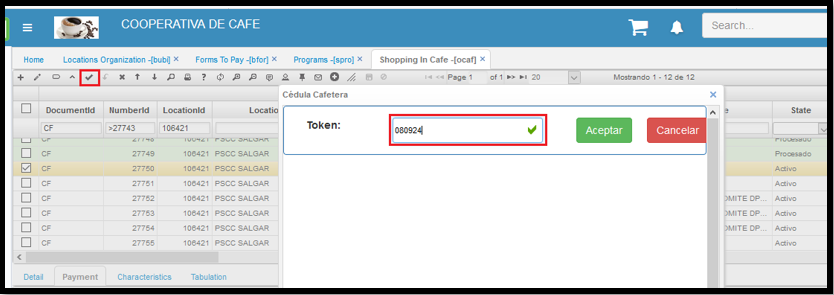 COOPERATIVA DE CAFE
Search...
Home
Locations Organization -[bubi] ×
Forms To Pay -[bfor] ×
Programs -[spro] ×
Shopping In Cafe -[ocaf] ×
Page 1 of 1 20 Mostrando 1 - 12 de 12
Cédula Cafetera ×
DocumentId NumberId LocationId Locatio State
CF >27743 106421
Token: 080924 Aceptar Cancelar
CF 27748 106421 PSCC SALGAR Procesado
CF 27749 106421 PSCC SALGAR Procesado
CF 27750 106421 PSCC SALGAR Activo
CF 27751 106421 PSCC SALGAR Activo
CF 27752 106421 PSCC SALGAR OMITE DP... Activo
CF 27753 106421 PSCC SALGAR OMITE DP... Activo
CF 27754 106421 PSCC SALGAR OMITE DP... Activo
CF 27755 106421 PSCC SALGAR Activo
Detail Payment Characteristics Tabulation